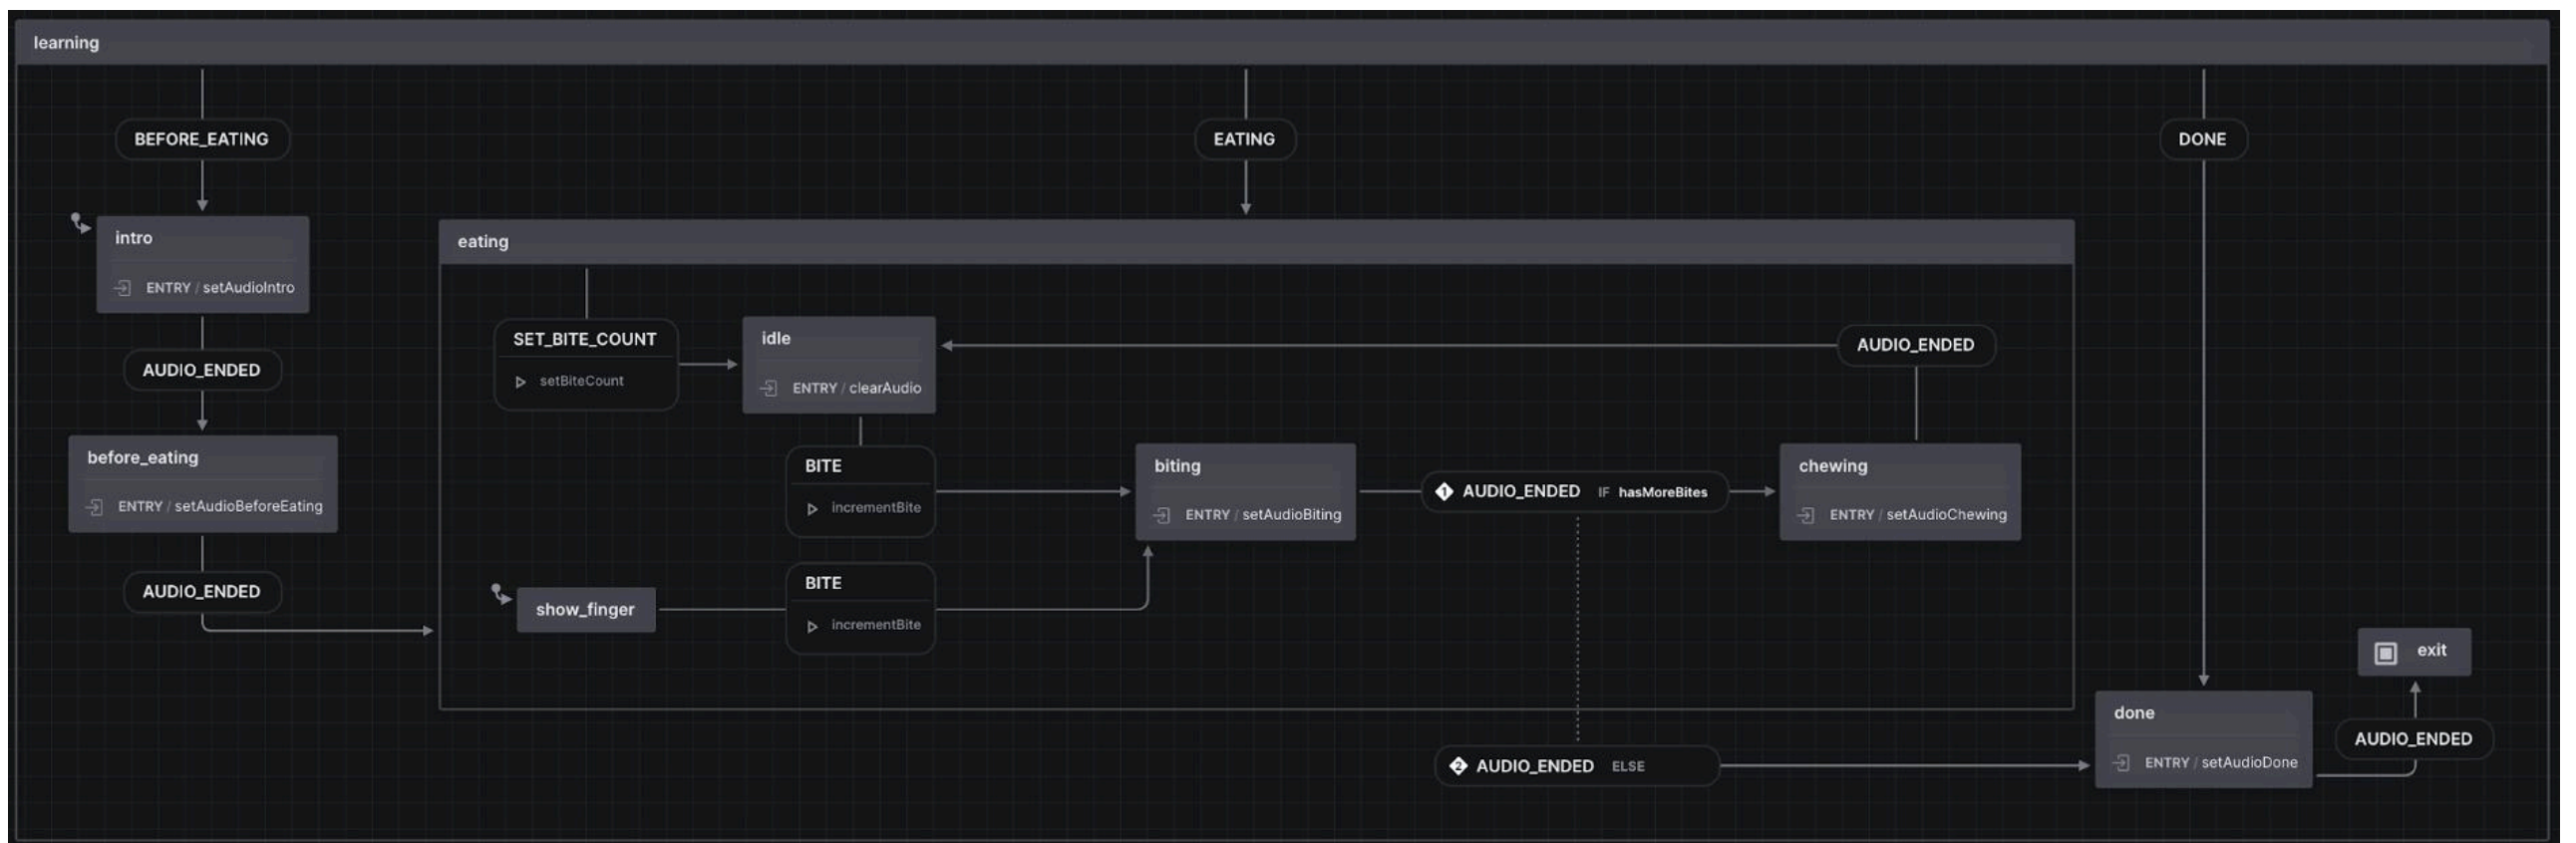 learning
BEFORE_EATING
EATING
DONE
intro
ENTRY / setAudioIntro
AUDIO_ENDED
before_eating
ENTRY / setAudioBeforeEating
AUDIO_ENDED
eating
SET_BITE_COUNT
setBiteCount
idle
ENTRY / clearAudio
AUDIO_ENDED
BITE
incrementBite
biting
ENTRY / setAudioBiting
1 AUDIO_ENDED IF hasMoreBites
chewing
ENTRY / setAudioChewing
show_finger
BITE
incrementBite
2 AUDIO_ENDED ELSE
done
ENTRY / setAudioDone
AUDIO_ENDED
exit